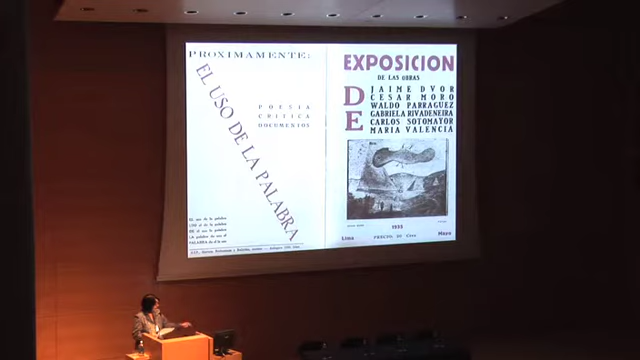 PROXIMAMENTE:
EL USO DE LA PALABRA
POESIA
CRITICA
DOCUMENTOS
EXPOSICION
DE LAS OBRAS
DE
JAIME DVOR
CESAR MORO
WALDO PARRAGUEZ
GABRIELA RIVADENEIRA
CARLOS SOTOMAYOR
MARIA VALENCIA
1935
Lima
Mayo